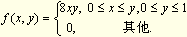 f(x, y) = {8xy, 0 ≤ x ≤ y, 0 ≤ y ≤ 1
0, 其他.